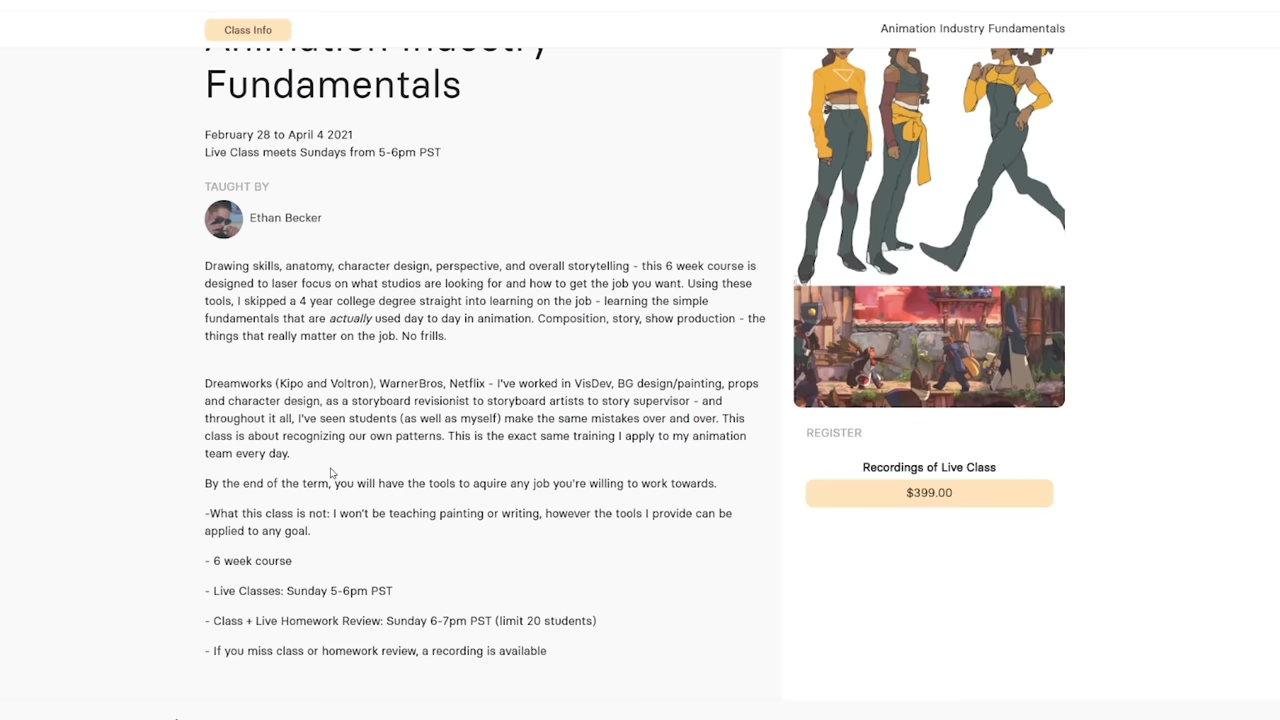 Class Info
Animation Industry Fundamentals
Animation Industry
Fundamentals
February 28 to April 4 2021
Live Class meets Sundays from 5-6pm PST
TAUGHT BY
Ethan Becker
Drawing skills, anatomy, character design, perspective, and overall storytelling - this 6 week course is
designed to laser focus on what studios are looking for and how to get the job you want. Using these
tools, I skipped a 4 year college degree straight into learning on the job - learning the simple
fundamentals that are actually used day to day in animation. Composition, story, show production - the
things that really matter on the job. No frills.
Dreamworks (Kipo and Voltron), WarnerBros, Netflix - I've worked in VisDev, BG design/painting, props
and character design, as a storyboard revisionist to storyboard artists to story supervisor - and
throughout it all, I've seen students (as well as myself) make the same mistakes over and over. This
class is about recognizing our own patterns. This is the exact same training I apply to my animation
team every day.
By the end of the term, you will have the tools to aquire any job you're willing to work towards.
-What this class is not: I won't be teaching painting or writing, however the tools I provide can be
applied to any goal.
- 6 week course
- Live Classes: Sunday 5-6pm PST
- Class + Live Homework Review: Sunday 6-7pm PST (limit 20 students)
- If you miss class or homework review, a recording is available
REGISTER
Recordings of Live Class
$399.00